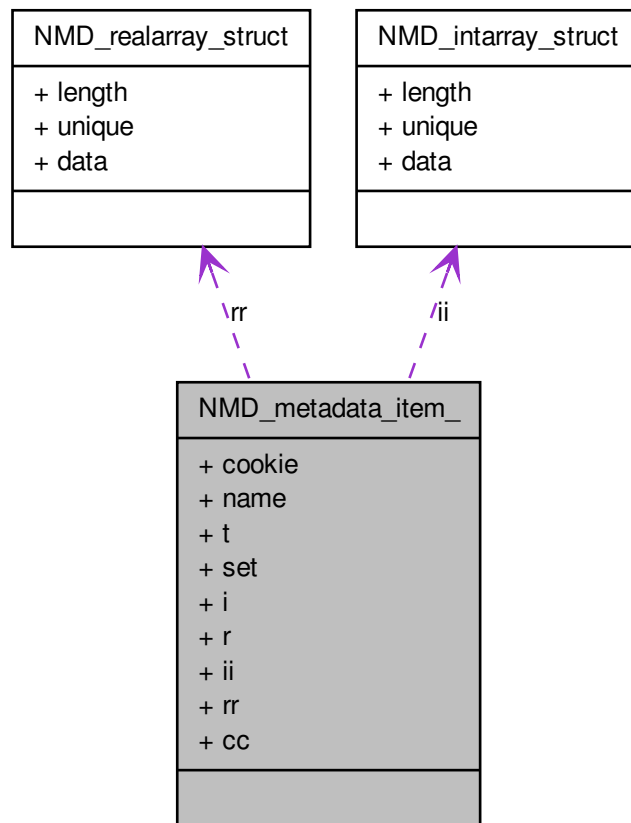 NMD_realarray_struct
+ length
+ unique
+ data
NMD_intarray_struct
+ length
+ unique
+ data
rr
ii
NMD_metadata_item_
+ cookie
+ name
+ t
+ set
+ i
+ r
+ ii
+ rr
+ cc